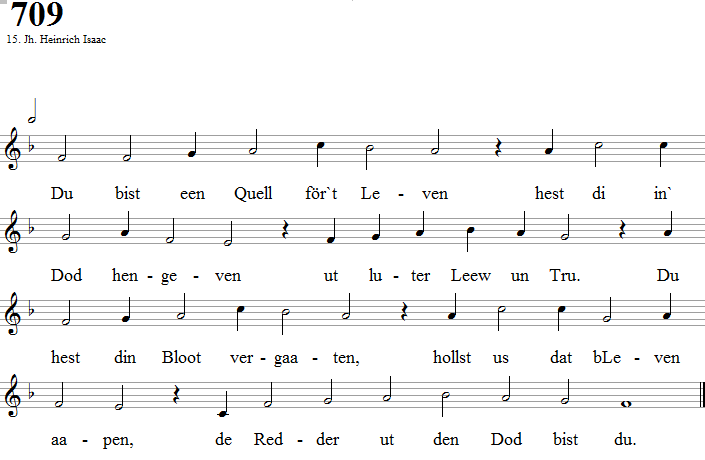 709
15. Jh. Heinrich Isaac
Du bist een Quell för`t Le - ven hest di in`
Dod hen - ge - ven ut lu - ter Leew un Tru. Du
hest din Bloot ver - gaa - ten, hollst us dat bLe - ven
aa - pen, de Red - der ut den Dod bist du.